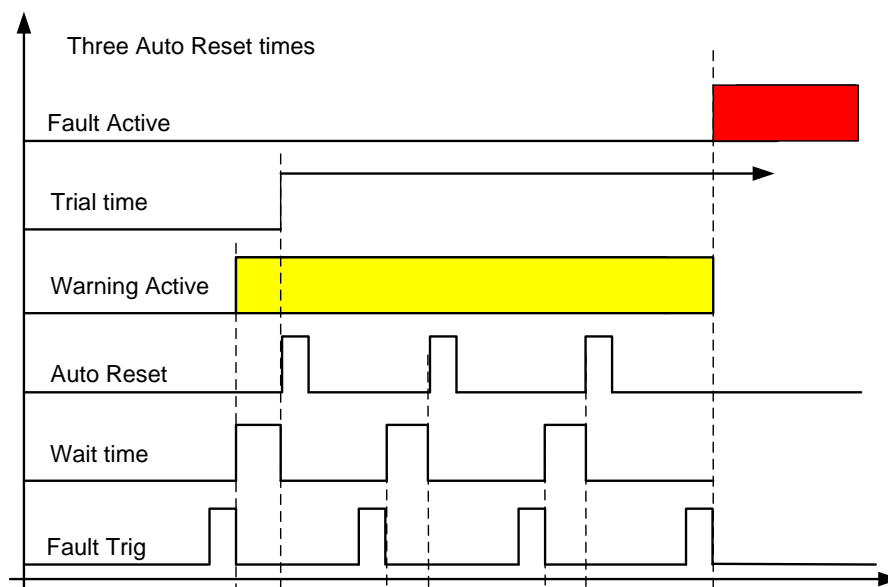 Three Auto Reset times
Fault Active
Trial time
Warning Active
Auto Reset
Wait time
Fault Trig